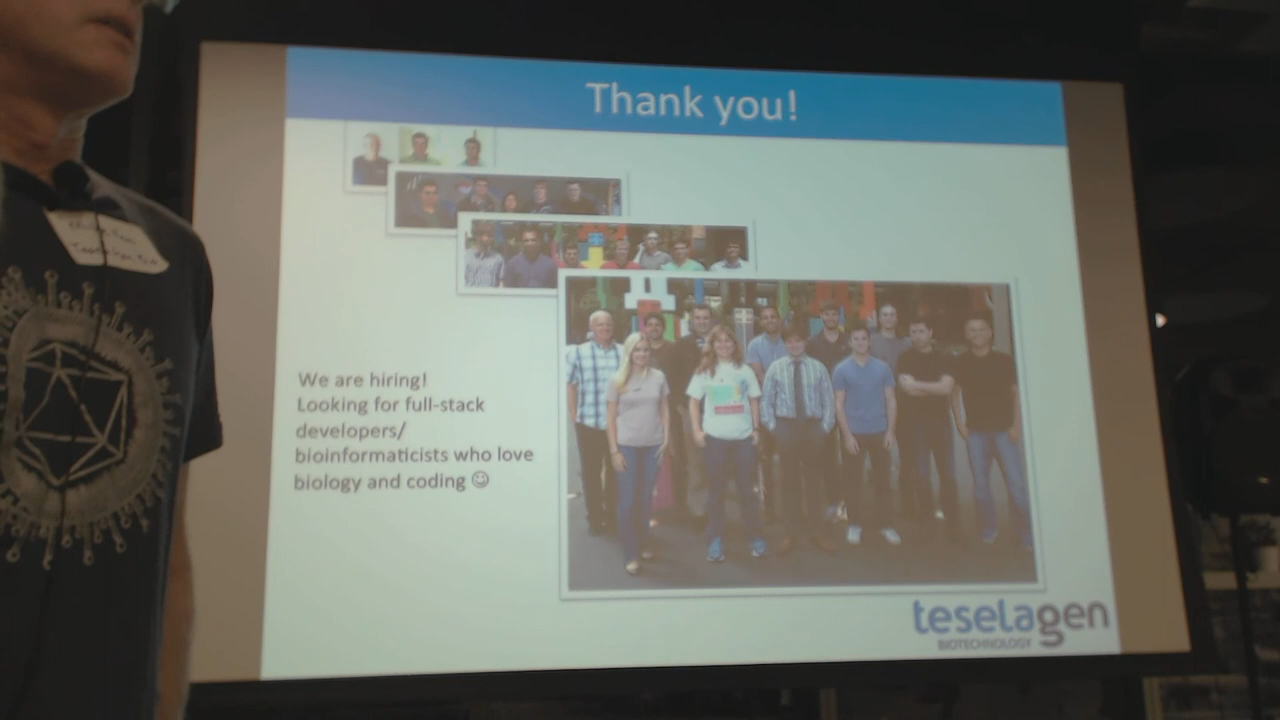 Thank you!
We are hiring!
Looking for full-stack
developers/
bioinformaticists who love
biology and coding ☺
teselagen
BIOTECHNOLOGY